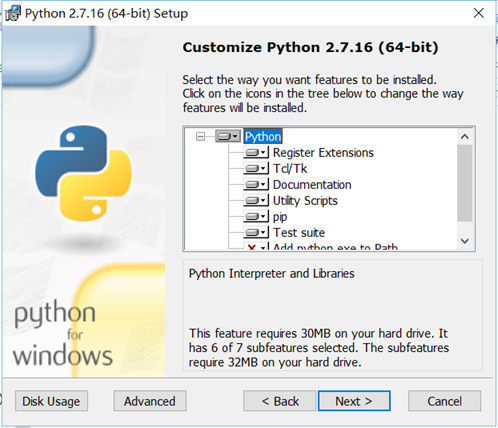 Python 2.7.16 (64-bit) Setup
Customize Python 2.7.16 (64-bit)
Select the way you want features to be installed.
Click on the icons in the tree below to change the way
features will be installed.
Python
Register Extensions
Tcl/Tk
Documentation
Utility Scripts
pip
Test suite
Add python.exe to Path
Python Interpreter and Libraries
This feature requires 30MB on your hard drive. It
has 6 of 7 subfeatures selected. The subfeatures
require 32MB on your hard drive.
python
for
windows
Disk Usage
Advanced
< Back
Next >
Cancel